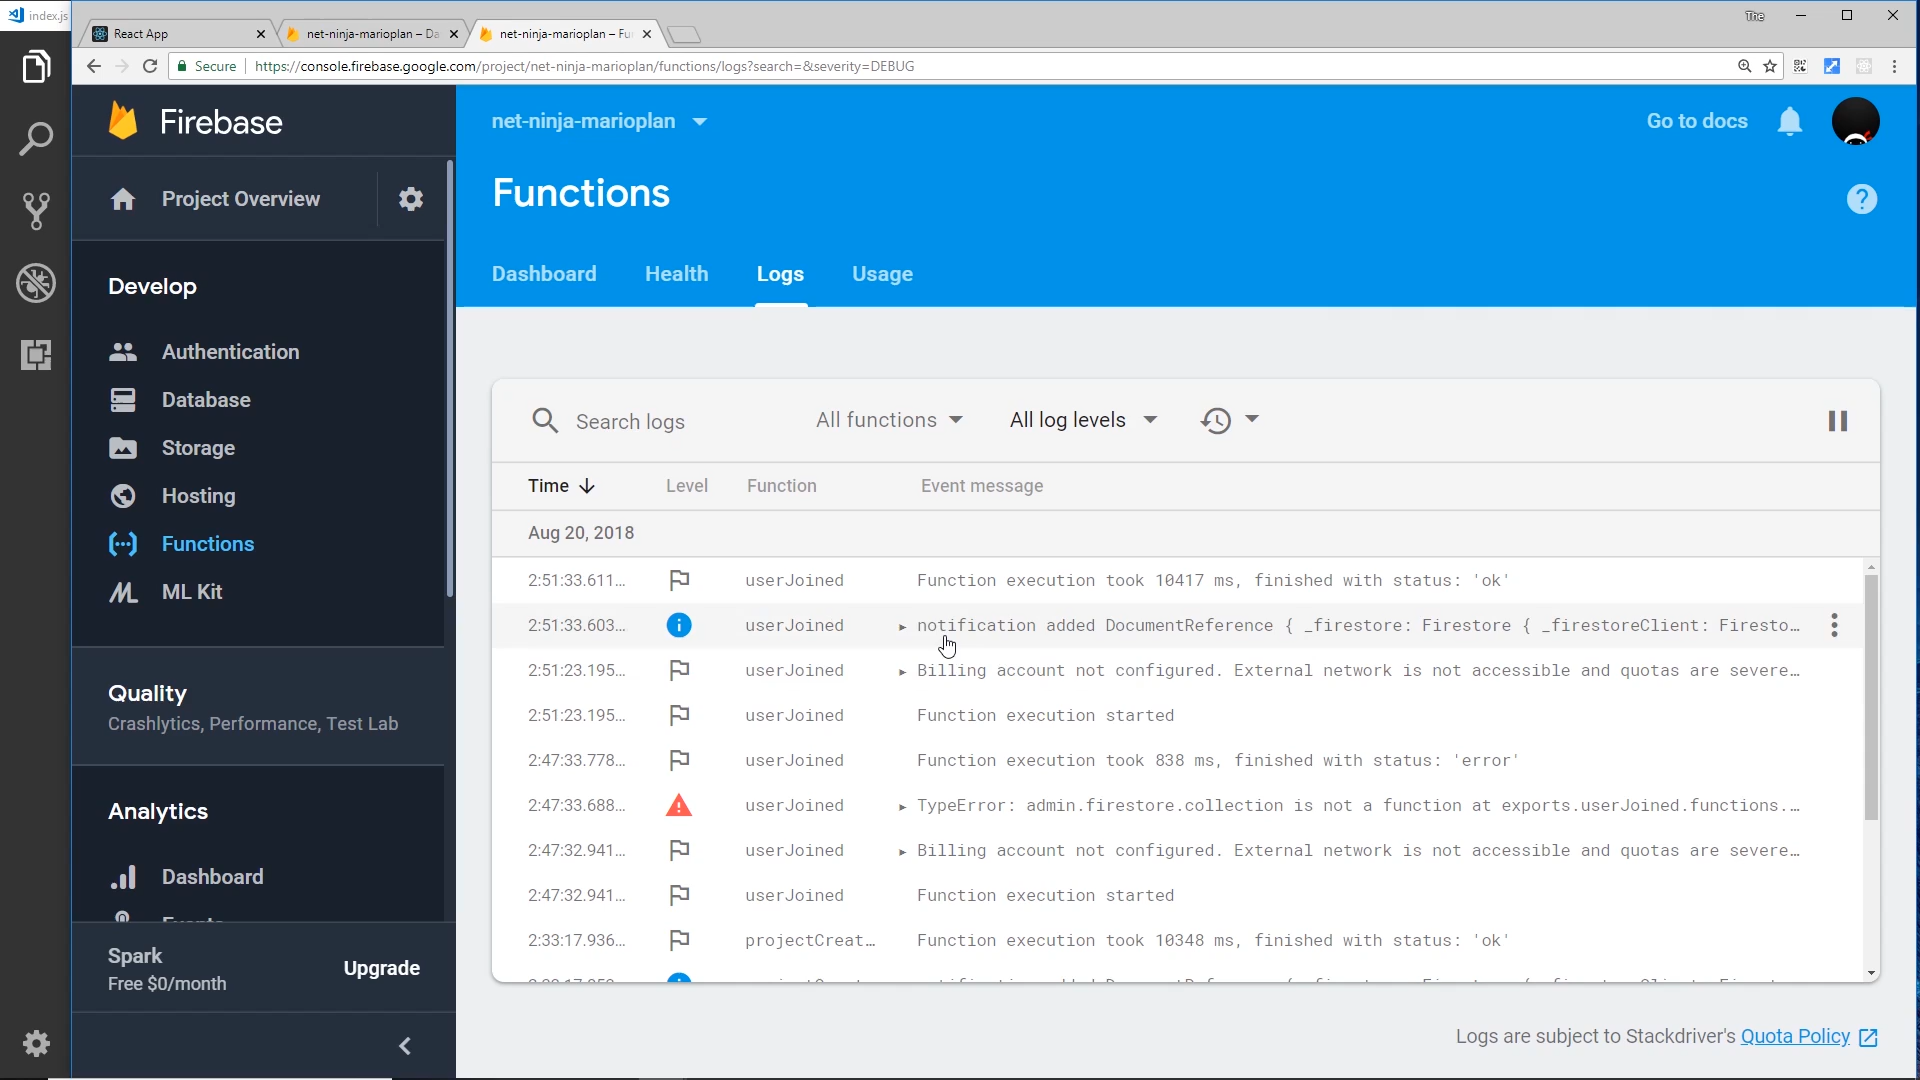 index.js
React App
net-ninja-marioplan – Da
net-ninja-marioplan – Fu
The
Secure
https://console.firebase.google.com/project/net-ninja-marioplan/functions/logs?search=&severity=DEBUG
Firebase
net-ninja-marioplan
Go to docs
Project Overview
Functions
?
Dashboard
Health
Logs
Usage
Develop
Authentication
Database
Storage
Hosting
Functions
ML Kit
Quality
Crashlytics, Performance, Test Lab
Analytics
Dashboard
Spark
Free $0/month
Upgrade
Search logs
All functions
All log levels
Time
Level
Function
Event message
Aug 20, 2018
2:51:33.611... userJoined Function execution took 10417 ms, finished with status: 'ok'
2:51:33.603... userJoined notification added DocumentReference { _firestore: Firestore { _firestoreClient: Firesto...
2:51:23.195... userJoined Billing account not configured. External network is not accessible and quotas are severe...
2:51:23.195... userJoined Function execution started
2:47:33.778... userJoined Function execution took 838 ms, finished with status: 'error'
2:47:33.688... userJoined TypeError: admin.firestore.collection is not a function at exports.userJoined.functions....
2:47:32.941... userJoined Billing account not configured. External network is not accessible and quotas are severe...
2:47:32.941... userJoined Function execution started
2:33:17.936... projectCreat... Function execution took 10348 ms, finished with status: 'ok'
Logs are subject to Stackdriver's Quota Policy